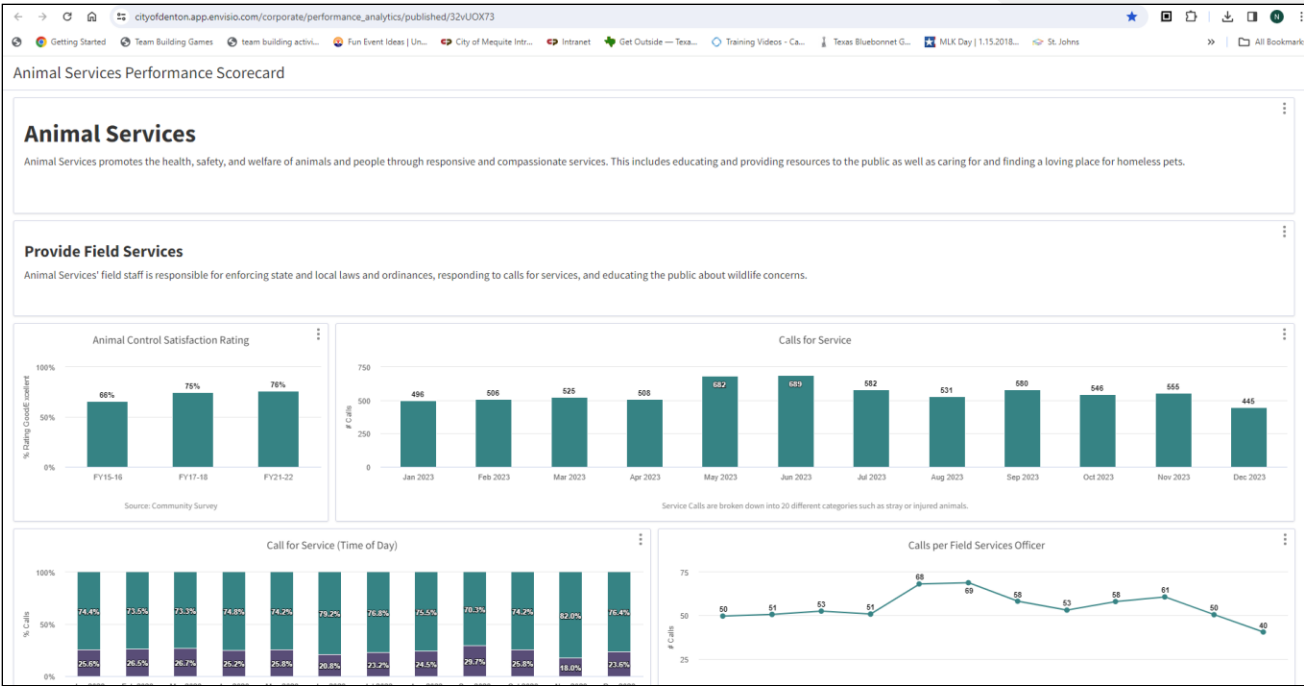 cityofdenton.app.envisio.com/corporate/performance_analytics/published/32vUOX73
N
Getting Started Team Building Games team building activi... Fun Event Ideas | Un... City of Mequite Intr... Intranet Get Outside — Texa... Training Videos - Ca... Texas Bluebonnet G... MLK Day | 1.15.2018... St. Johns » All Bookmark
Animal Services Performance Scorecard
Animal Services
Animal Services promotes the health, safety, and welfare of animals and people through responsive and compassionate services. This includes educating and providing resources to the public as well as caring for and finding a loving place for homeless pets.
Provide Field Services
Animal Services' field staff is responsible for enforcing state and local laws and ordinances, responding to calls for services, and educating the public about wildlife concerns.
Animal Control Satisfaction Rating
% Rating Good/Excellent
100%
50%
0%
66% 75% 76%
FY15-16 FY17-18 FY21-22
Source: Community Survey
Calls for Service
# Calls
750
500
250
0
496 506 525 508 682 689 582 531 580 546 555 445
Jan 2023 Feb 2023 Mar 2023 Apr 2023 May 2023 Jun 2023 Jul 2023 Aug 2023 Sep 2023 Oct 2023 Nov 2023 Dec 2023
Service Calls are broken down into 20 different categories such as stray or injured animals.
Call for Service (Time of Day)
% Calls
100%
50%
0%
74.4% 73.5% 73.3% 74.8% 74.2% 79.2% 76.8% 75.5% 70.3% 74.2% 82.0% 76.4%
25.6% 26.5% 26.7% 25.2% 25.8% 20.8% 23.2% 24.5% 29.7% 25.8% 18.0% 23.6%
Calls per Field Services Officer
# Calls
75
50
25
50 51 53 51 68 69 58 53 58 61 50 40